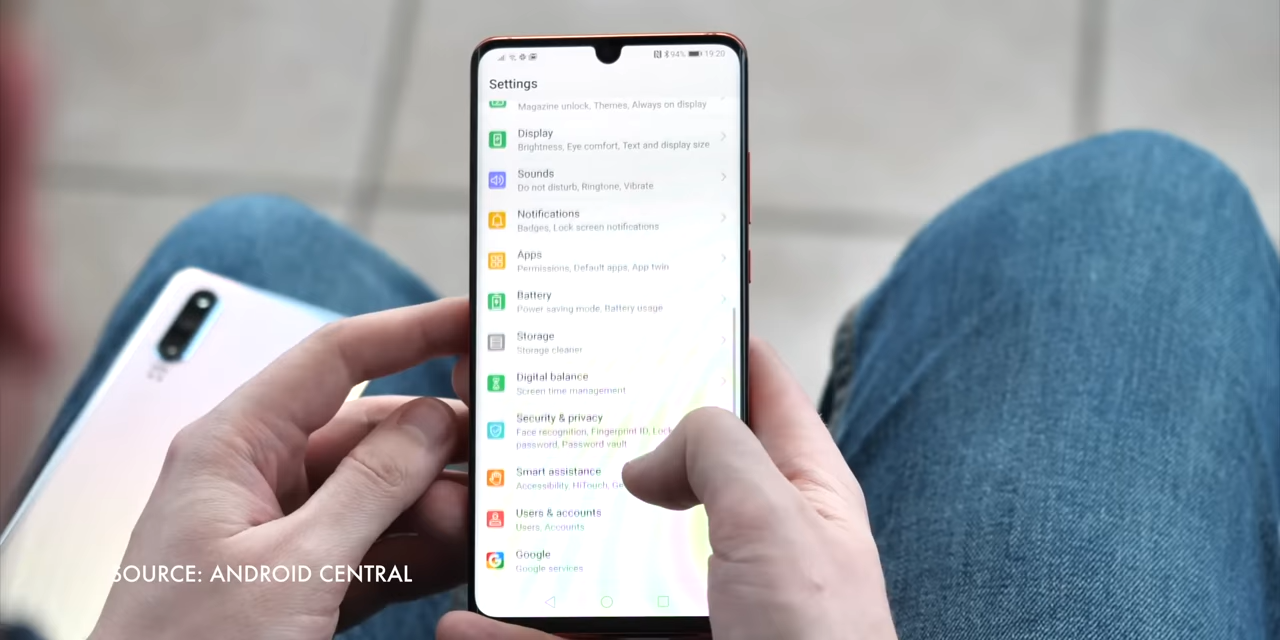 94% 19:20
Settings
Magazine unlock, Themes, Always on display
Display
Brightness, Eye comfort, Text and display size
Sounds
Do not disturb, Ringtone, Vibrate
Notifications
Badges, Lock screen notifications
Apps
Permissions, Default apps, App twin
Battery
Power saving mode, Battery usage
Storage
Storage cleaner
Digital balance
Screen time management
Security & privacy
Face recognition, Fingerprint ID, Lock
password, Password vault
Smart assistance
Accessibility, HiTouch,
Users & accounts
Users, Accounts
Google
Google services
SOURCE: ANDROID CENTRAL